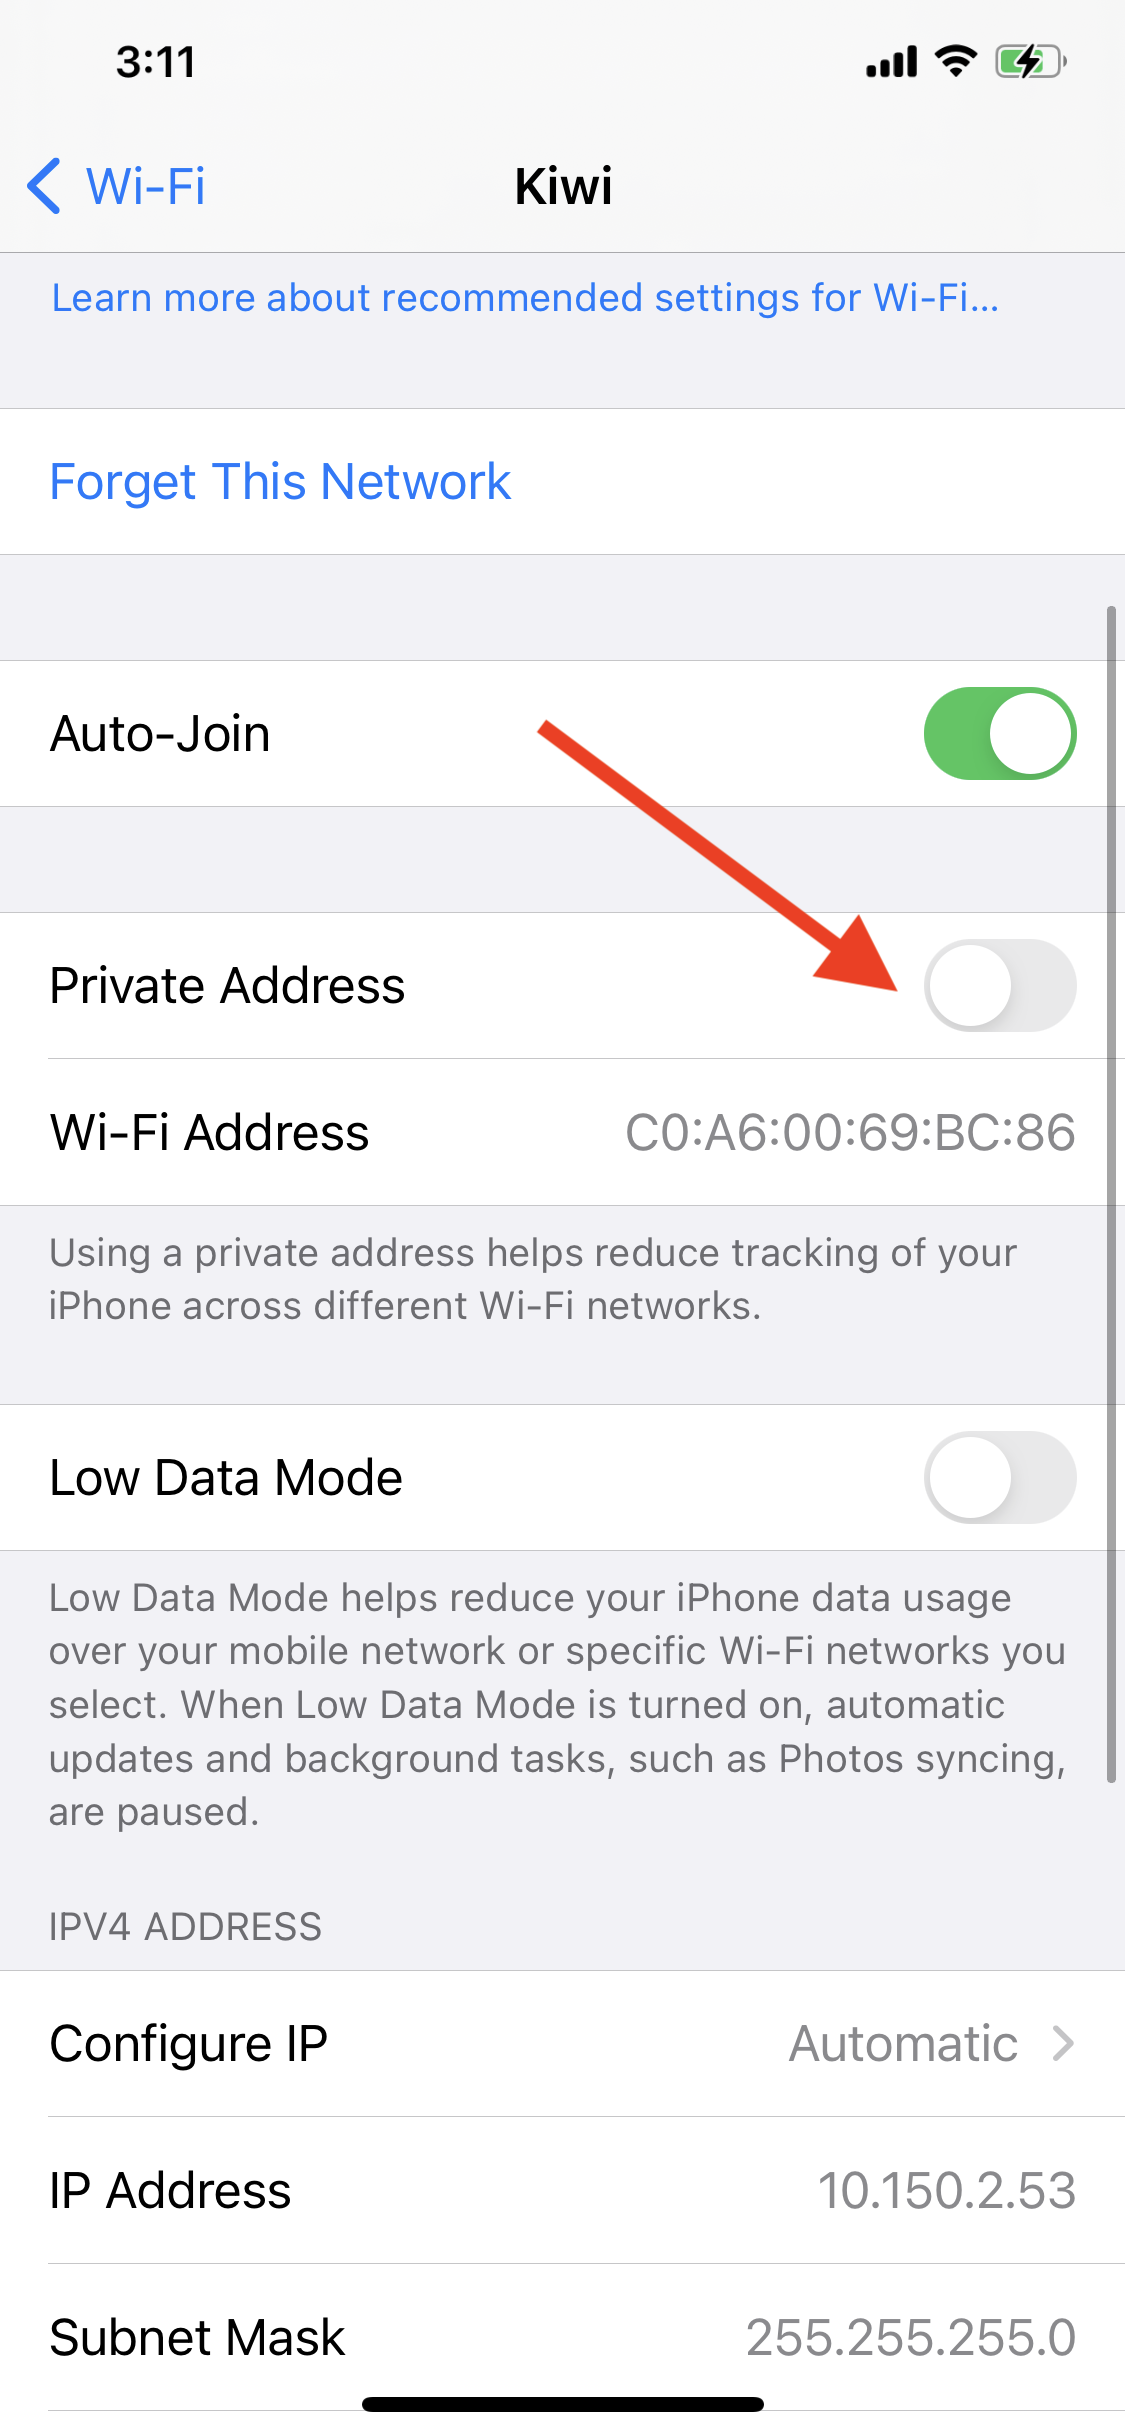 3:11
Wi-Fi
Kiwi
Learn more about recommended settings for Wi-Fi...
Forget This Network
Auto-Join
Private Address
Wi-Fi Address C0:A6:00:69:BC:86
Using a private address helps reduce tracking of your
iPhone across different Wi-Fi networks.
Low Data Mode
Low Data Mode helps reduce your iPhone data usage
over your mobile network or specific Wi-Fi networks you
select. When Low Data Mode is turned on, automatic
updates and background tasks, such as Photos syncing,
are paused.
IPV4 ADDRESS
Configure IP Automatic
IP Address 10.150.2.53
Subnet Mask 255.255.255.0